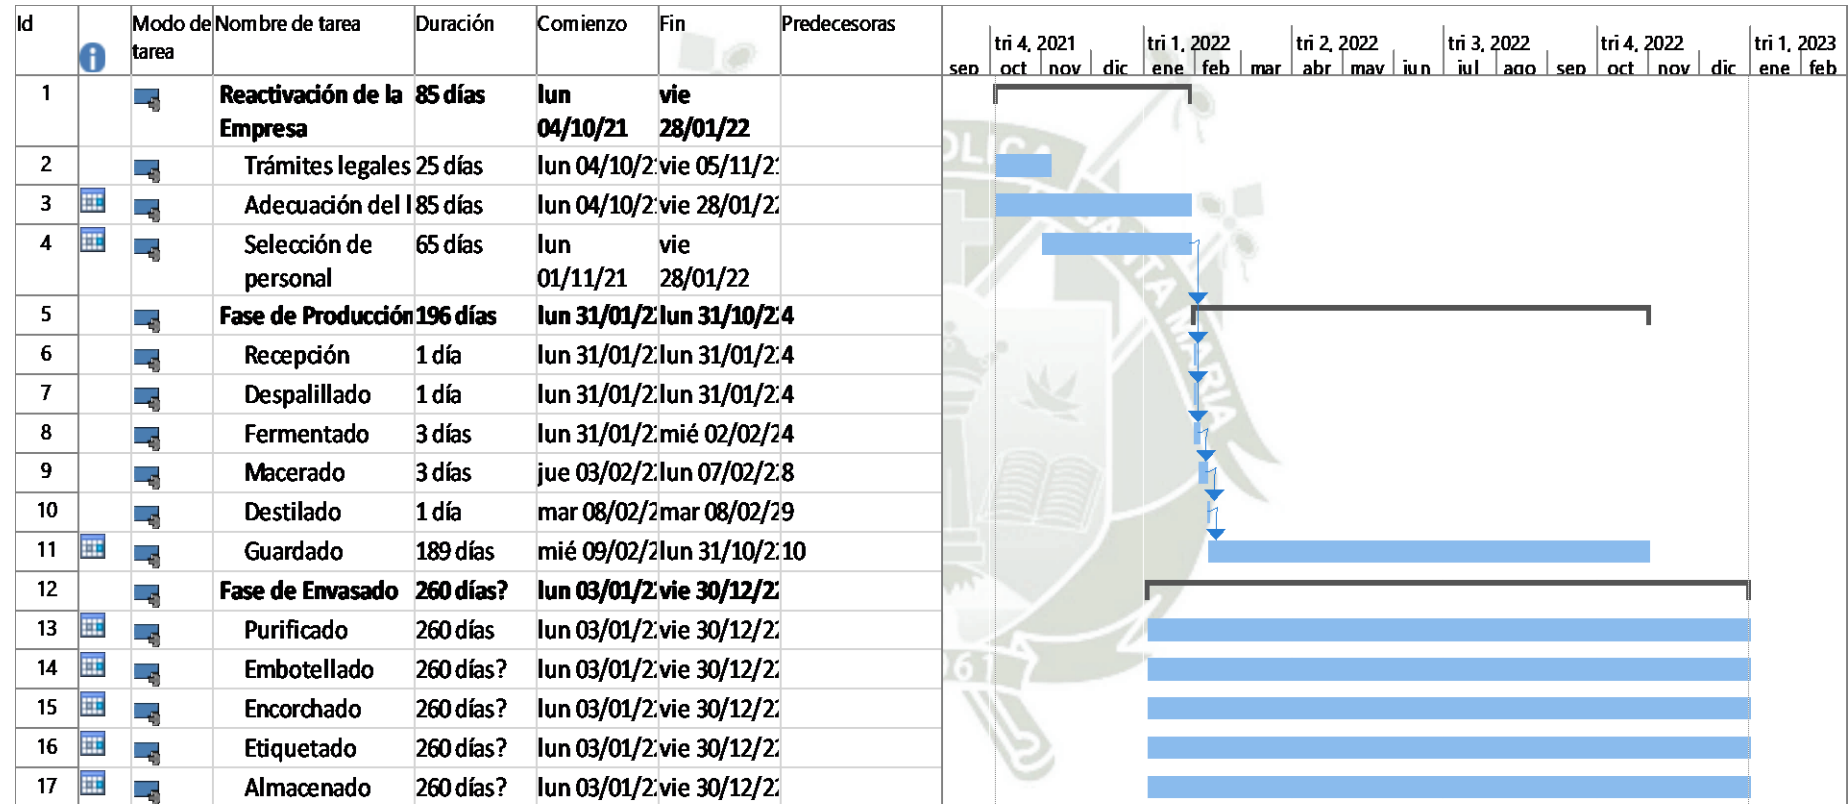 Id Modo de Nombre de tarea Duración Comienzo Fin Predecesoras
tarea
tri 4, 2021 tri 1, 2022 tri 2, 2022 tri 3, 2022 tri 4, 2022 tri 1, 2023
sep oct nov dic ene feb mar abr may jun jul ago sep oct nov dic ene feb
1 Reactivación de la 85 días lun vie
Empresa 04/10/21 28/01/22
2 Trámites legales 25 días lun 04/10/2 vie 05/11/2
3 Adecuación del l 85 días lun 04/10/2 vie 28/01/2
4 Selección de 65 días lun vie
personal 01/11/21 28/01/22
5 Fase de Producción 196 días lun 31/01/2 lun 31/10/2 4
6 Recepción 1 día lun 31/01/2 lun 31/01/2 4
7 Despalillado 1 día lun 31/01/2 lun 31/01/2 4
8 Fermentado 3 días lun 31/01/2 mié 02/02/2 4
9 Macerado 3 días jue 03/02/2 lun 07/02/2 8
10 Destilado 1 día mar 08/02/2 mar 08/02/2 9
11 Guardado 189 días mié 09/02/2 lun 31/10/2 10
12 Fase de Envasado 260 días? lun 03/01/2 vie 30/12/2
13 Purificado 260 días lun 03/01/2 vie 30/12/2
14 Embotellado 260 días? lun 03/01/2 vie 30/12/2
15 Encorchado 260 días? lun 03/01/2 vie 30/12/2
16 Etiquetado 260 días? lun 03/01/2 vie 30/12/2
17 Almacenado 260 días? lun 03/01/2 vie 30/12/2